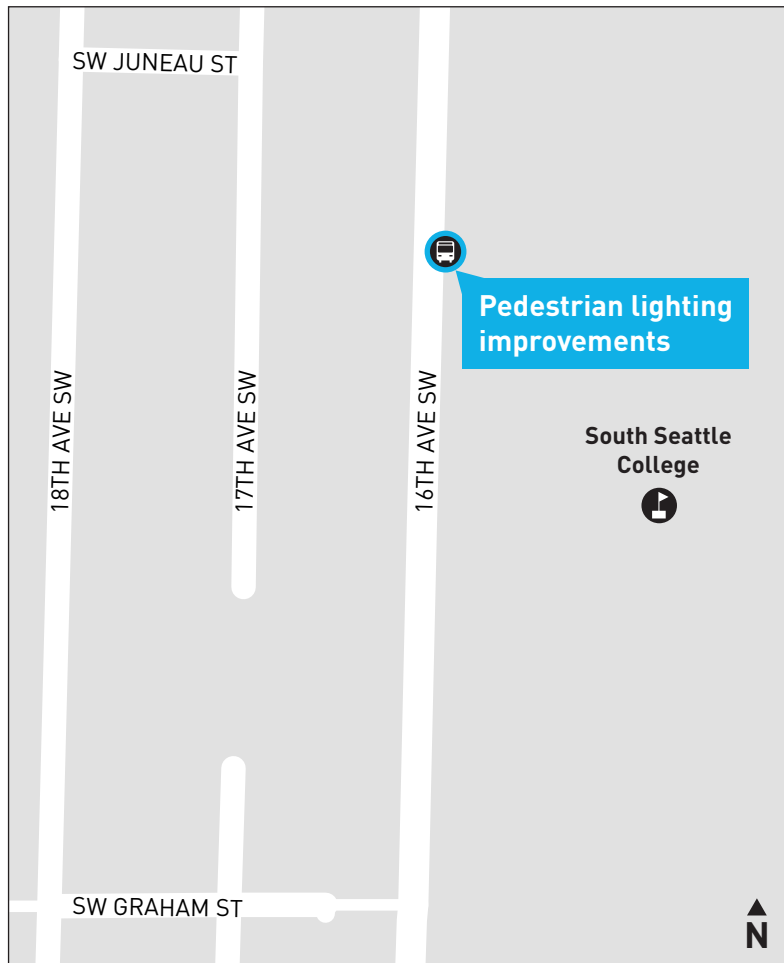 SW JUNEAU ST
Pedestrian lighting
improvements
18TH AVE SW
17TH AVE SW
16TH AVE SW
South Seattle
College
SW GRAHAM ST
N